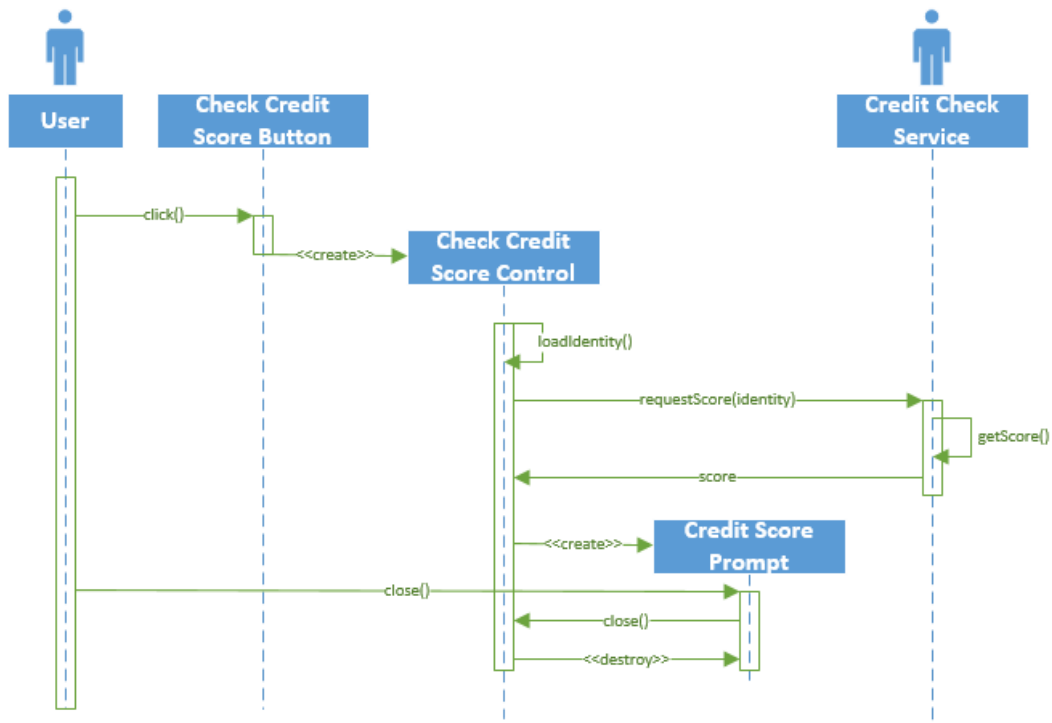 User
Check Credit
Score Button
Credit Check
Service
click()
<<create>>
Check Credit
Score Control
loadIdentity()
requestScore(identity)
getScore()
score
<<create>>
Credit Score
Prompt
close()
close()
<<destroy>>